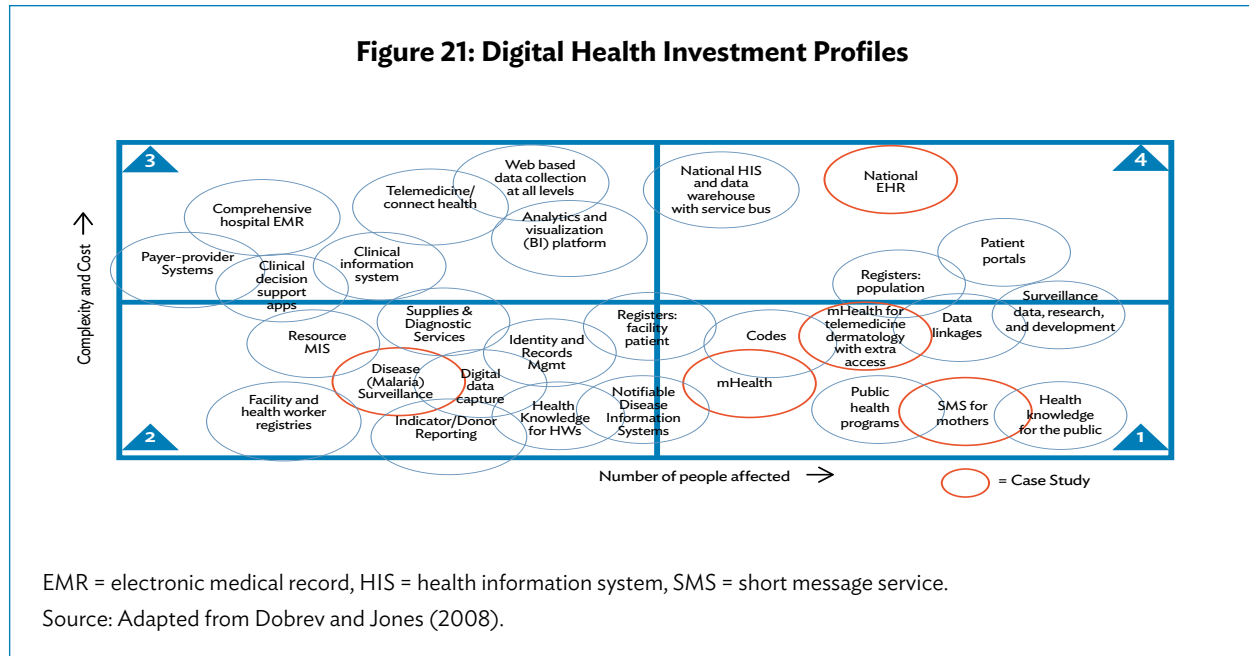 Figure 21: Digital Health Investment Profiles
3
4
Complexity and Cost →
Web based
data collection
at all levels
Telemedicine/
connect health
Comprehensive
hospital EMR
Analytics and
visualization
(BI) platform
Payer–provider
Systems
Clinical
decision
support
apps
Clinical
information
system
National HIS
and data
warehouse
with service bus
National
EHR
Patient
portals
Registers:
population
Surveillance
data, research,
and development
Supplies &
Diagnostic
Services
Registers:
facility
patient
Resource
MIS
Identity and
Records
Mgmt
Codes
mHealth for
telemedicine
dermatology
with extra
access
Data
linkages
Disease
(Malaria)
Surveillance
Digital
data
capture
mHealth
Facility and
health worker
registries
Indicator/Donor
Reporting
Health
Knowledge
for HWs
Notifiable
Disease
Information
Systems
Public
health
programs
SMS for
mothers
Health
knowledge
for the public
2
1
Number of people affected →
= Case Study
EMR = electronic medical record, HIS = health information system, SMS = short message service.
Source: Adapted from Dobrev and Jones (2008).